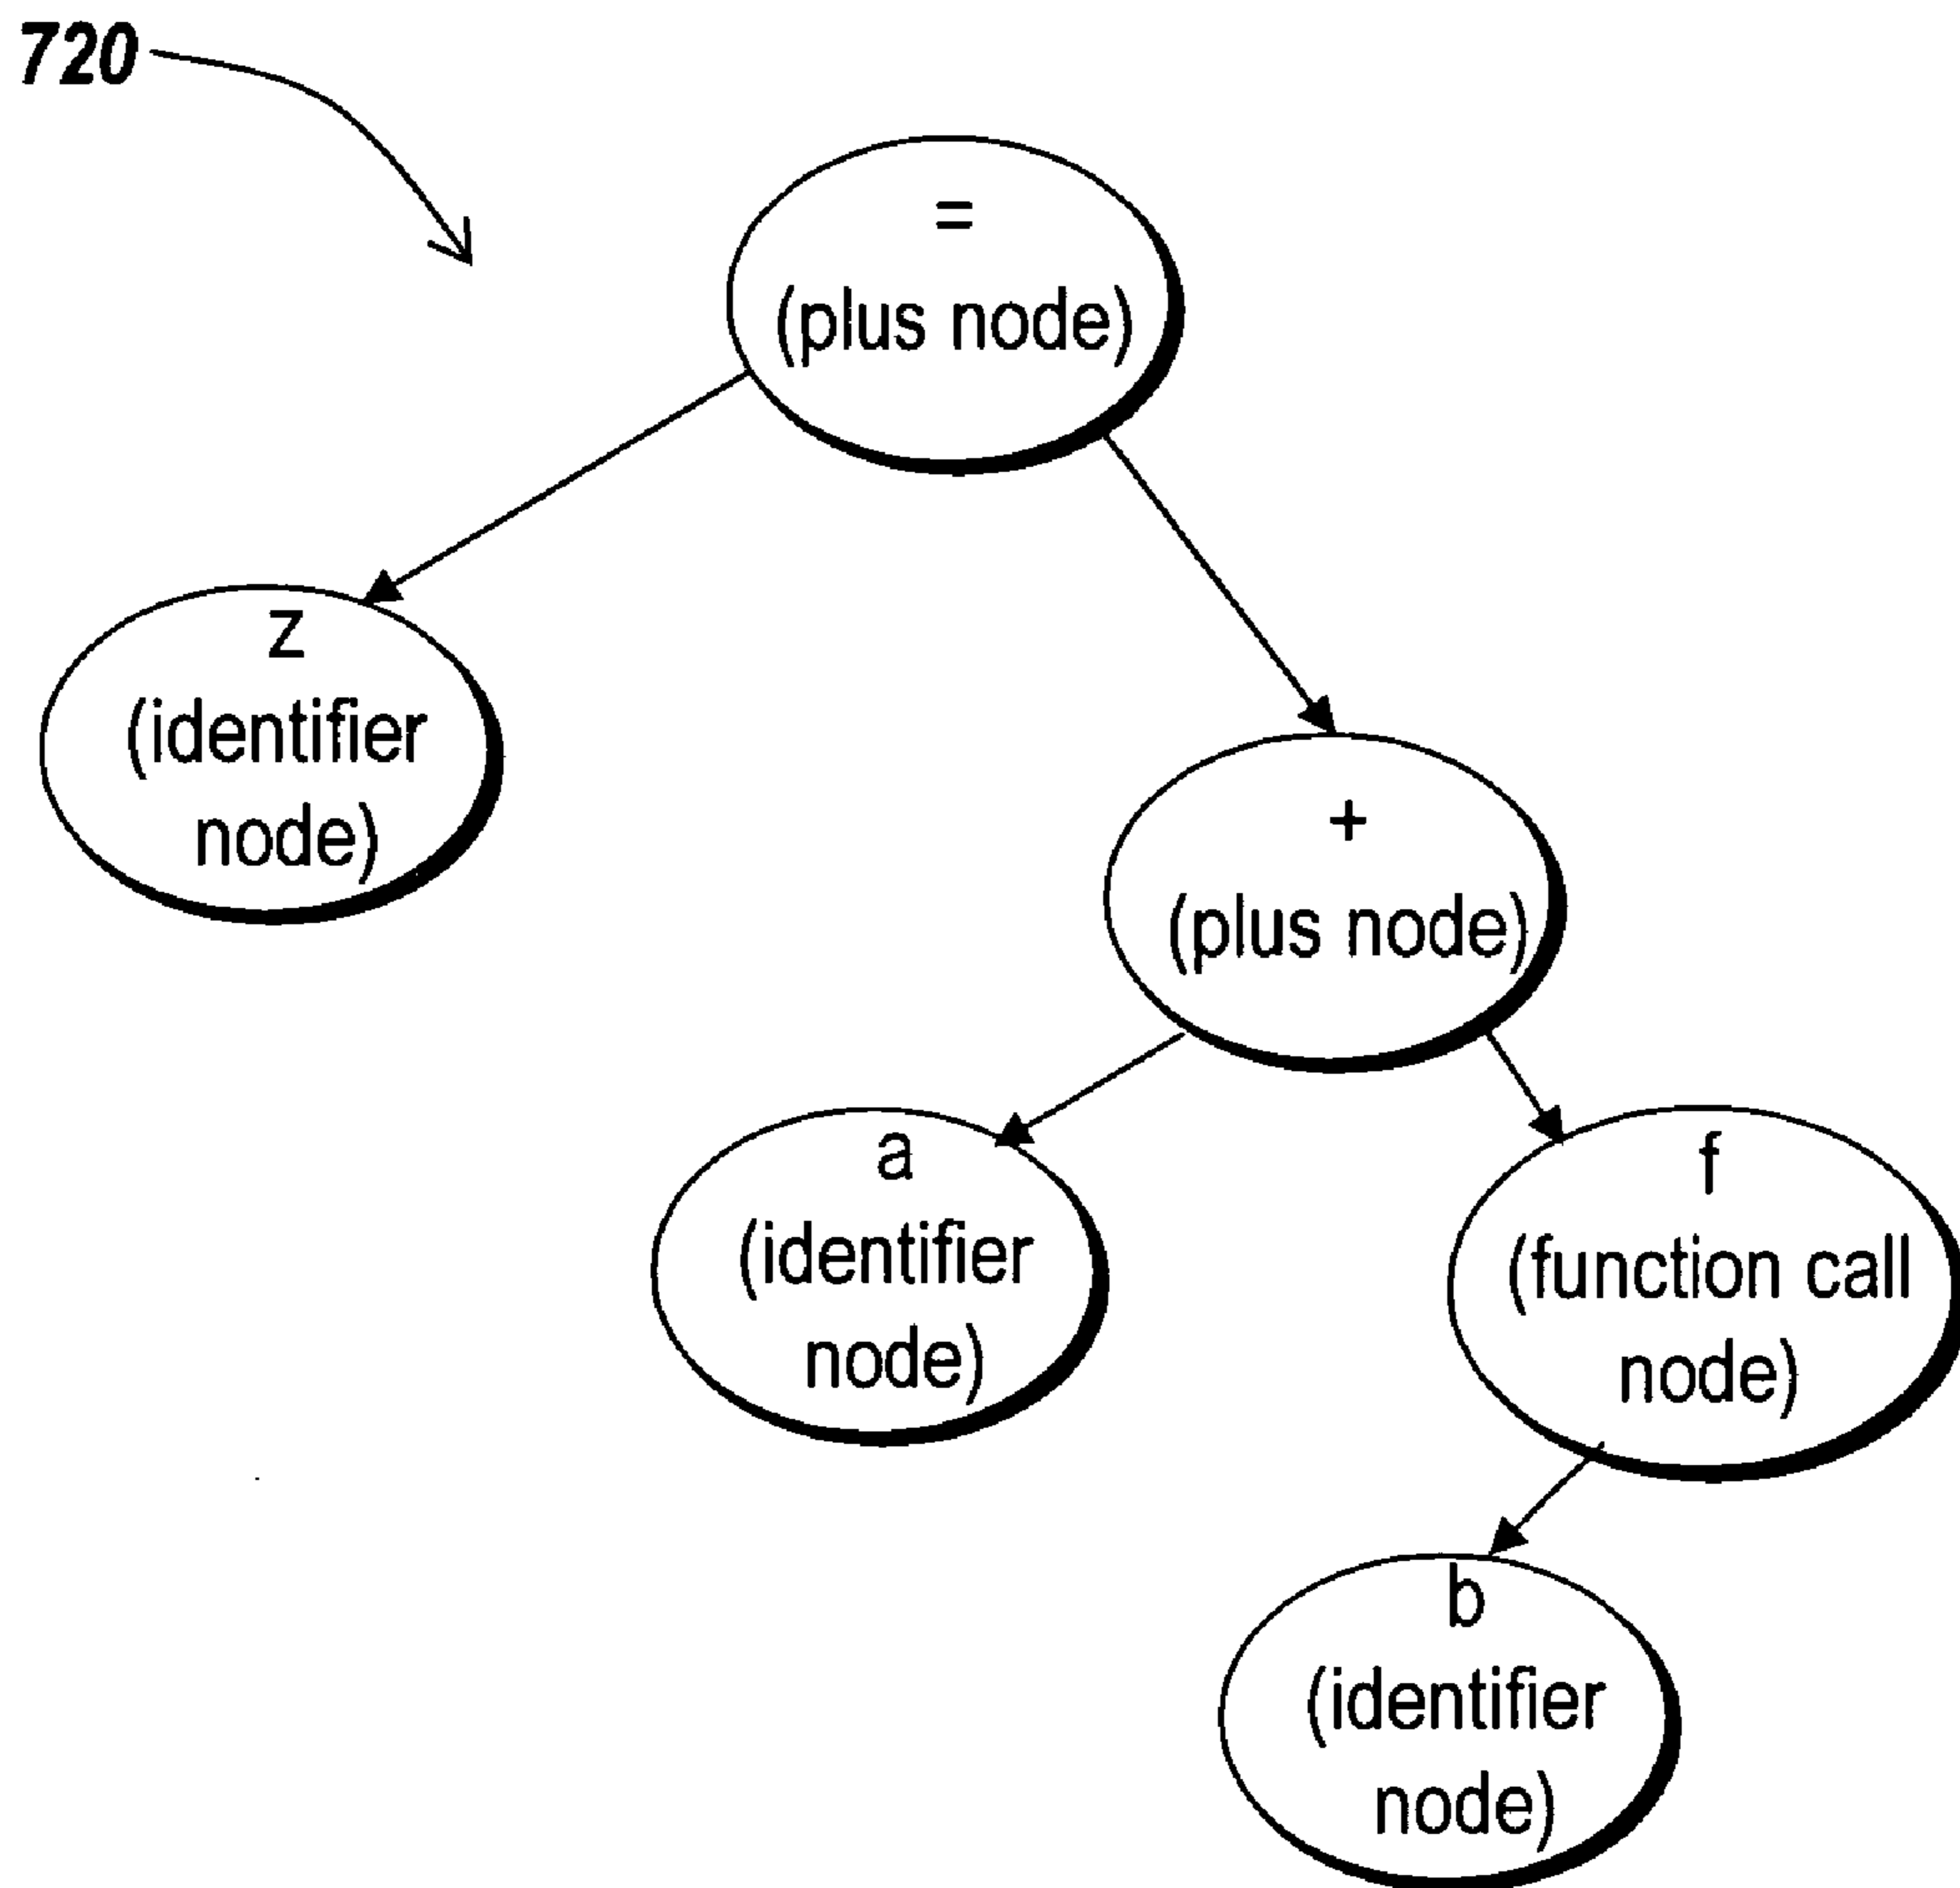 720
=
(plus node)
z
(identifier
node)
+
(plus node)
a
(identifier
node)
f
(function call
node)
b
(identifier
node)